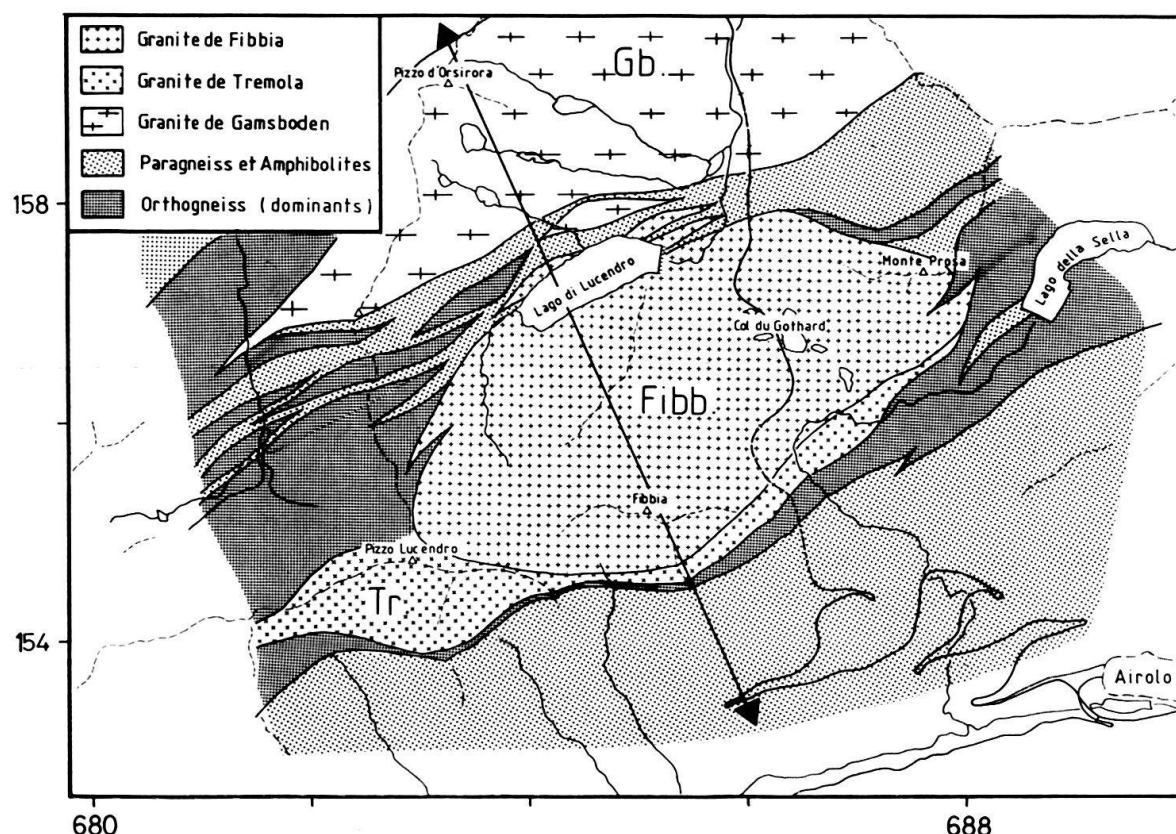 Granite de Fibbia
Granite de Tremola
Granite de Gamsboden
Paragneiss et Amphibolites
Orthogneiss (dominants)
Pizzo d'Orsirora
Gb
158
Lago della Sella
Monte Prosa
Lago di Lucendro
Col du Gothard
Fibb
Fibbia
Pizzo Lucendro
Tr
154
Airolo
680
688